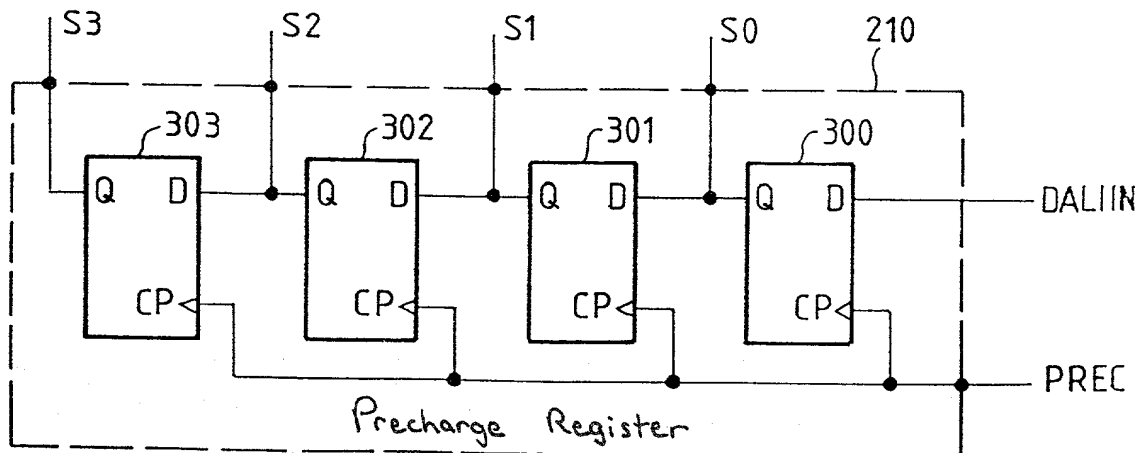 S3 S2 S1 S0 210
303 302 301 300
Q D Q D Q D Q D DALIIN
CP CP CP CP
PREC
Precharge Register